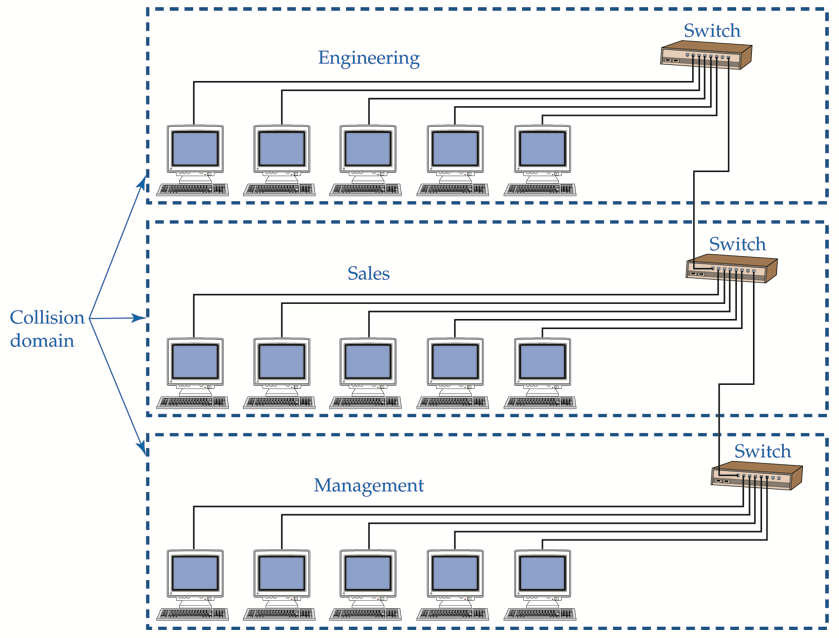 Switch
Engineering
Switch
Sales
Collision
domain
Switch
Management